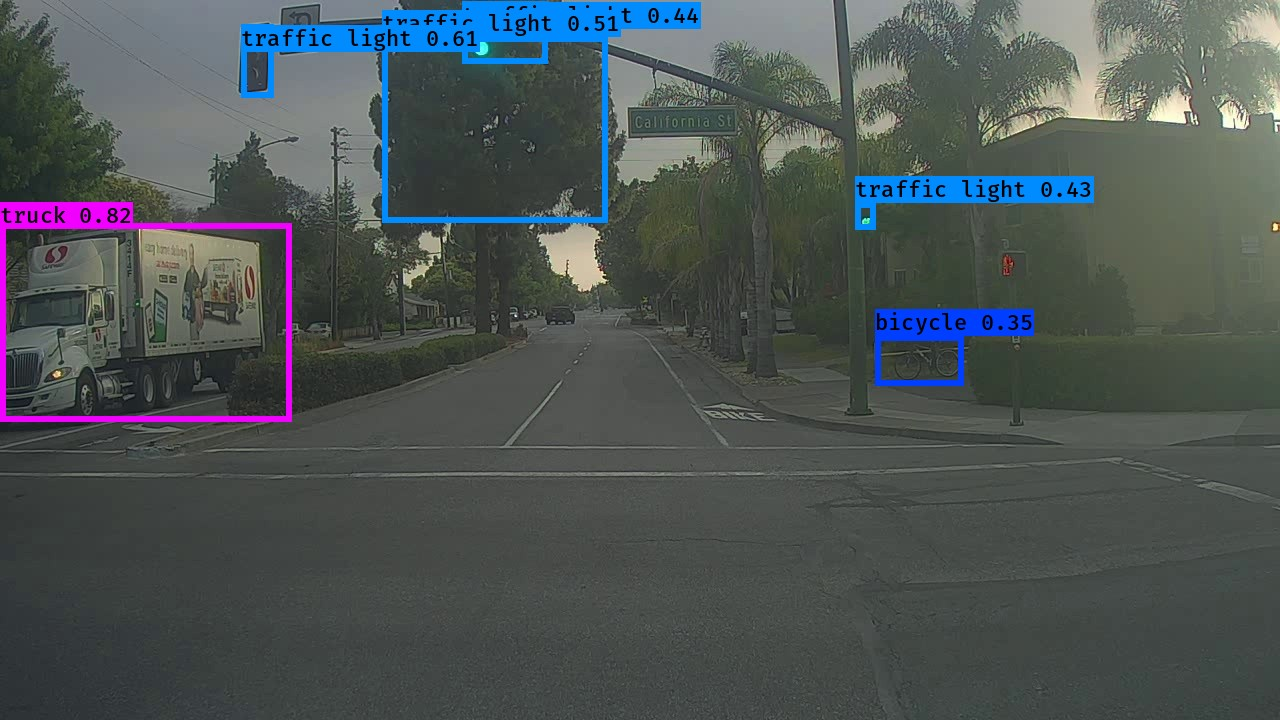 traffic light 0.44
traffic light 0.51
traffic light 0.61
California St
traffic light 0.43
truck 0.82
bicycle 0.35
BIKE